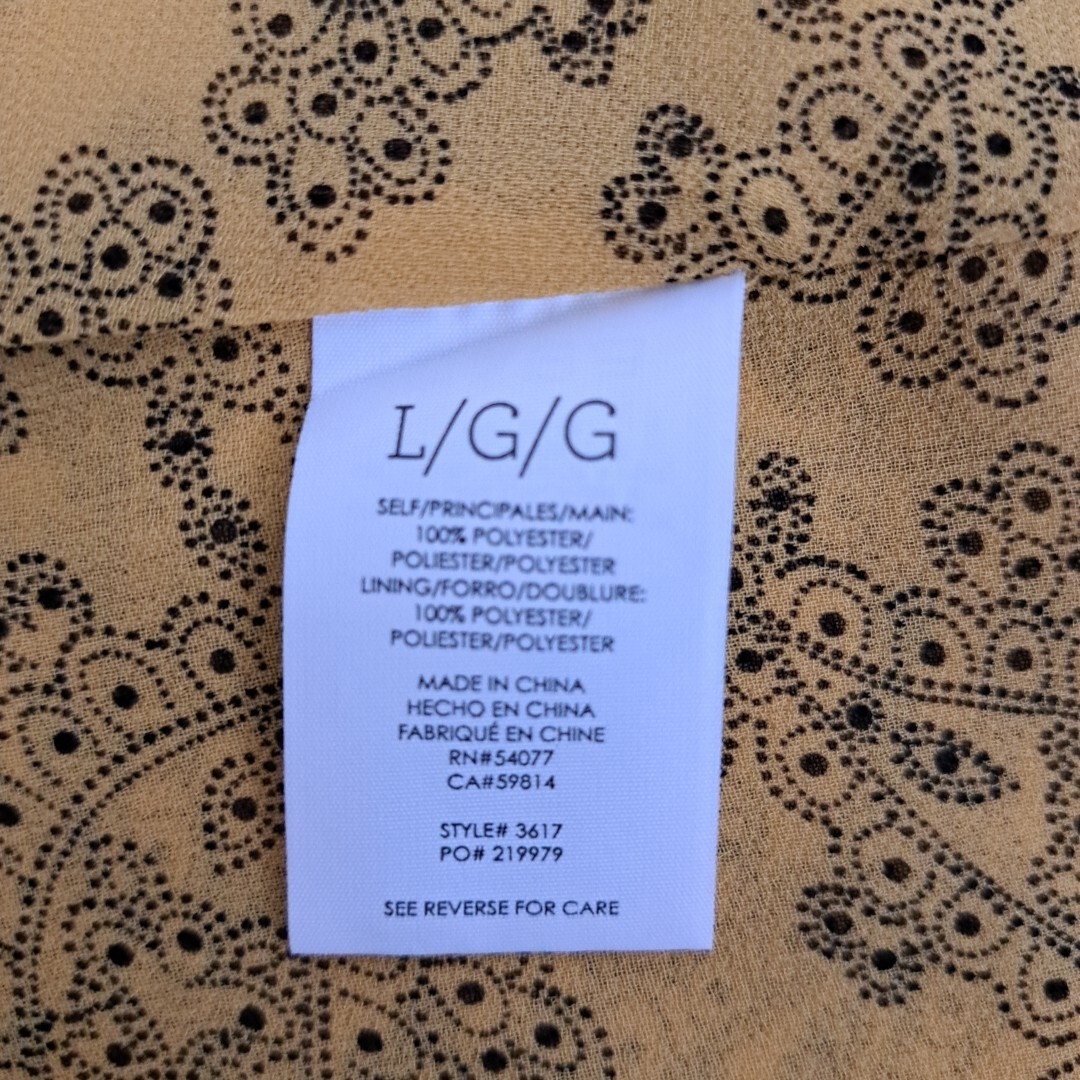 L/G/G
SELF/PRINCIPALES/MAIN:
100% POLYESTER/
POLIESTER/POLYESTER
LINING/FORRO/DOUBLURE:
100% POLYESTER/
POLIESTER/POLYESTER
MADE IN CHINA
HECHO EN CHINA
FABRIQUÉ EN CHINE
RN#54077
CA#59814
STYLE# 3617
PO# 219979
SEE REVERSE FOR CARE